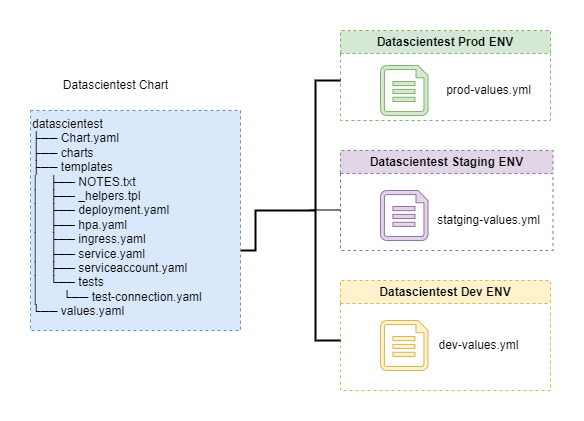 Datascientest Chart
datascientest
├── Chart.yaml
├── charts
├── templates
│   ├── NOTES.txt
│   ├── _helpers.tpl
│   ├── deployment.yaml
│   ├── hpa.yaml
│   ├── ingress.yaml
│   ├── service.yaml
│   ├── serviceaccount.yaml
│   └── tests
│       └── test-connection.yaml
└── values.yaml
Datascientest Prod ENV
prod-values.yml
Datascientest Staging ENV
statging-values.yml
Datascientest Dev ENV
dev-values.yml